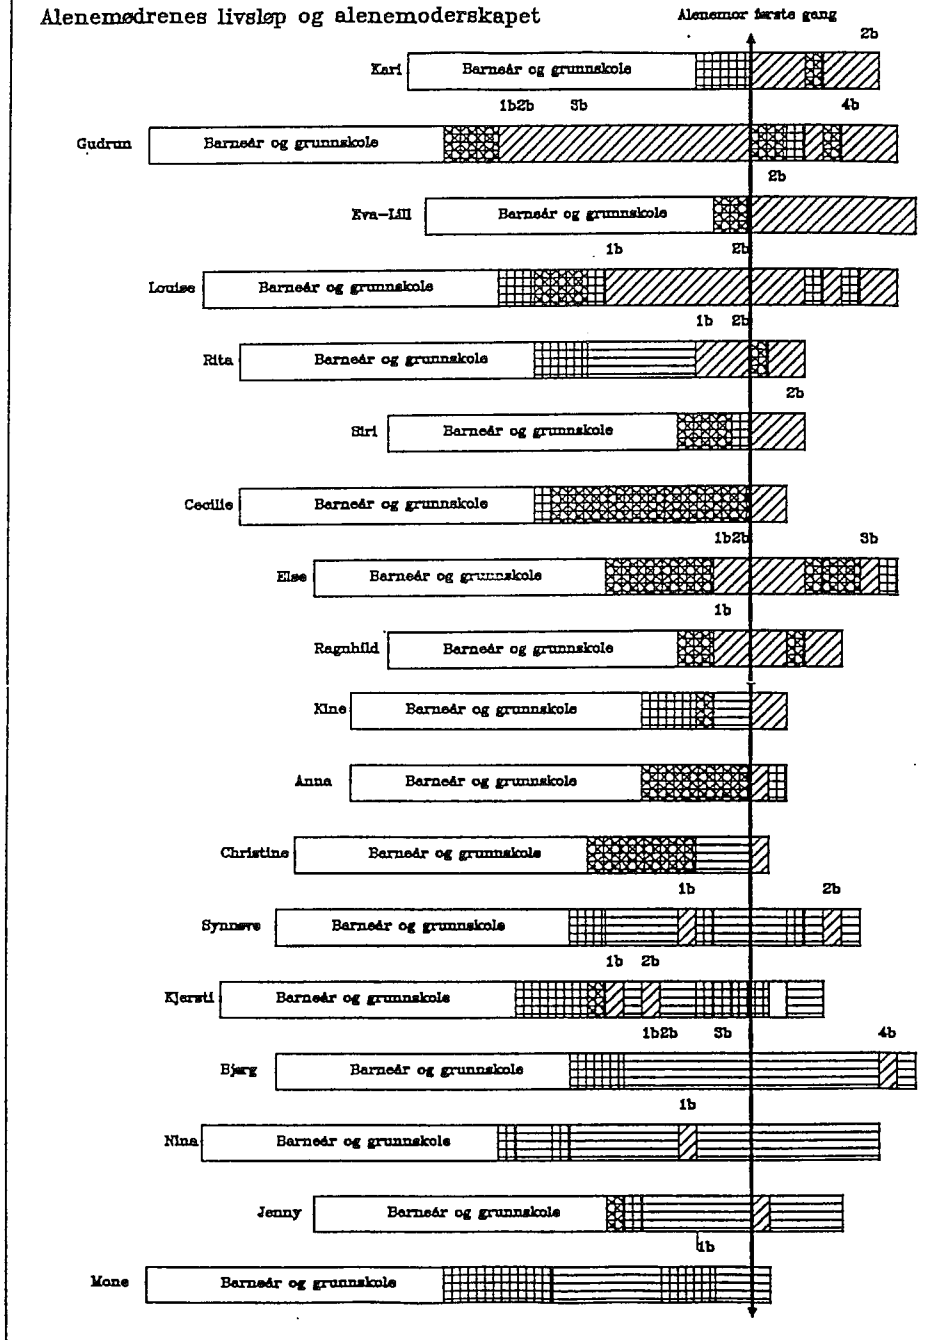 Alenemødrenes livsløp og alenemoderskapet
Alenemor første gang
2b
Kari Barneår og grunnskole
1b2b 3b 4b
Gudrun Barneår og grunnskole
2b
Eva-Lill Barneår og grunnskole
1b 2b
Louise Barneår og grunnskole
1b 2b
Rita Barneår og grunnskole
2b
Siri Barneår og grunnskole
Cecilie Barneår og grunnskole
1b2b 3b
Else Barneår og grunnskole
1b
Ragnhild Barneår og grunnskole
Kine Barneår og grunnskole
Anna Barneår og grunnskole
Christine Barneår og grunnskole
1b 2b
Synnøve Barneår og grunnskole
1b 2b
Kjersti Barneår og grunnskole
1b2b 3b 4b
Bjørg Barneår og grunnskole
1b
Nina Barneår og grunnskole
Jenny Barneår og grunnskole
1b
Mone Barneår og grunnskole